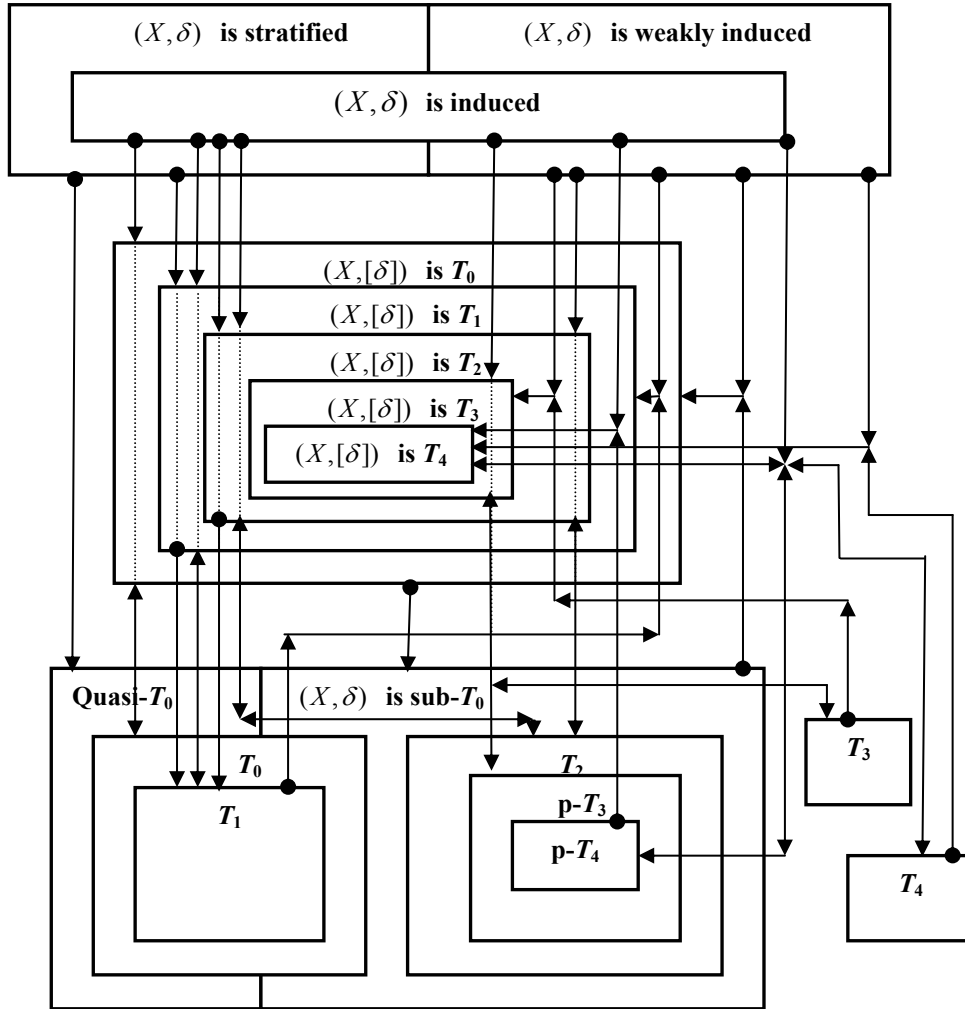 (X,δ) is stratified
(X,δ) is weakly induced
(X,δ) is induced
(X,[δ]) is T₀
(X,[δ]) is T₁
(X,[δ]) is T₂
(X,[δ]) is T₃
(X,[δ]) is T₄
Quasi-T₀
(X,δ) is sub-T₀
T₃
T₀
T₂
T₁
p-T₃
p-T₄
T₄